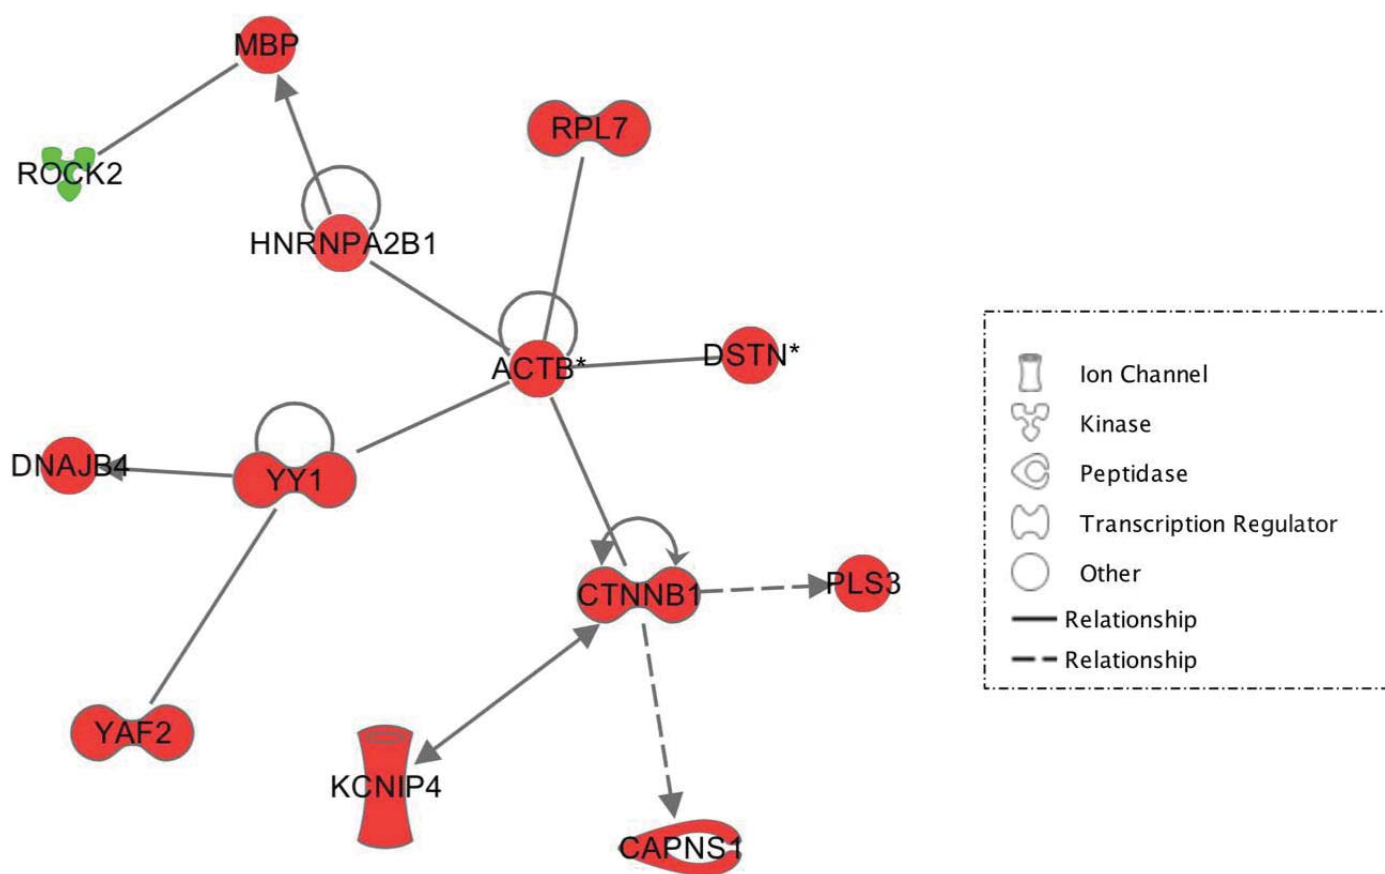 MBP
RPL7
ROCK2
HNRNPA2B1
ACTB*
DSTN*
DNAJB4
YY1
CTNNB1
PLS3
YAF2
KCNIP4
CAPNS1
Ion Channel
Kinase
Peptidase
Transcription Regulator
Other
Relationship
Relationship